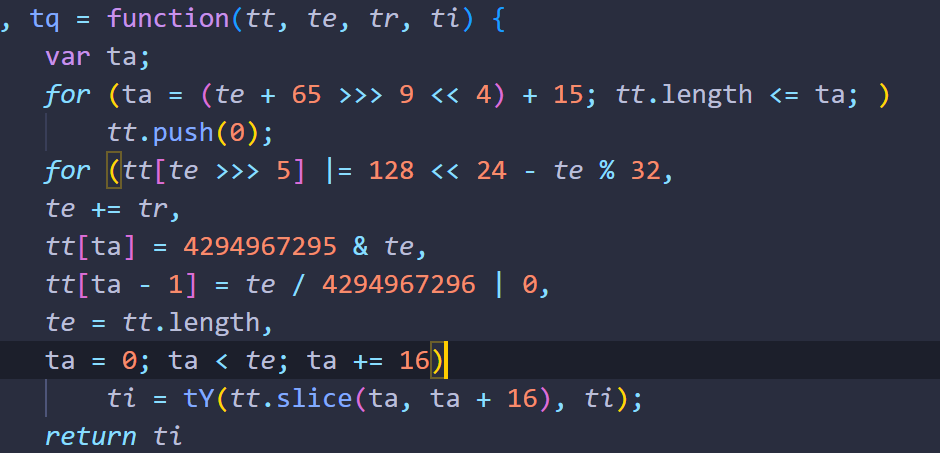 , tq = function(tt, te, tr, ti) {
var ta;
for (ta = (te + 65 >>> 9 << 4) + 15; tt.length <= ta; )
tt.push(0);
for (tt[te >>> 5] |= 128 << 24 - te % 32,
te += tr,
tt[ta] = 4294967295 & te,
tt[ta - 1] = te / 4294967296 | 0,
te = tt.length,
ta = 0; ta < te; ta += 16)
ti = tY(tt.slice(ta, ta + 16), ti);
return ti